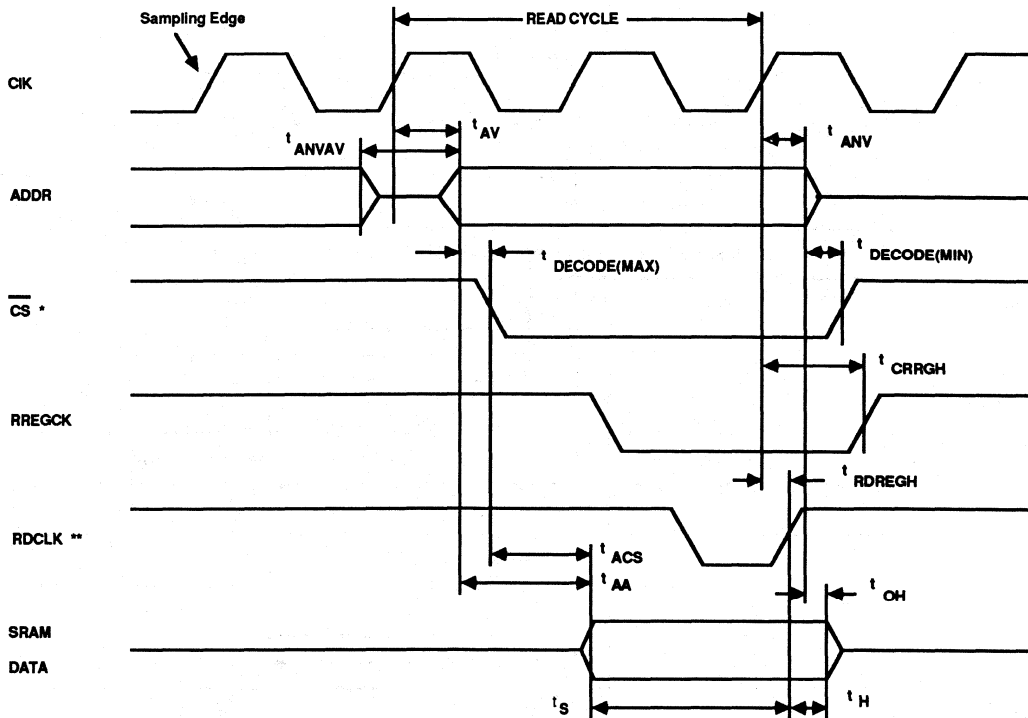 Sampling Edge
READ CYCLE
ClK
t AV
t ANVAV
t ANV
ADDR
t DECODE(MAX)
t DECODE(MIN)
CS *
t CRRGH
RREGCK
t RDREGH
RDCLK **
t ACS
t AA
t OH
SRAM
DATA
t S
t H